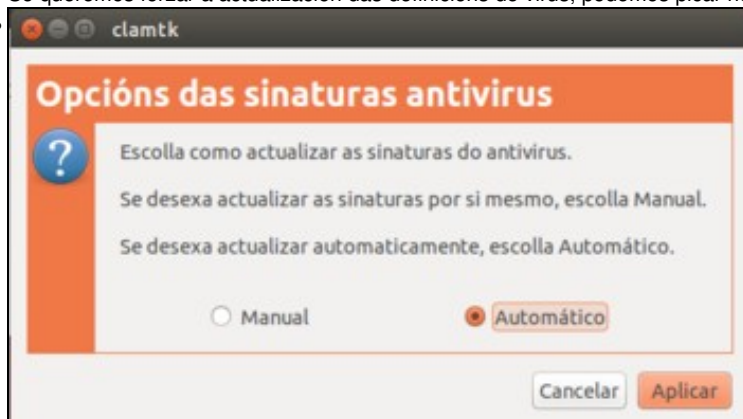 clamtk
Opcións das sinaturas antivirus
Escolla como actualizar as sinaturas do antivirus.
Se desexa actualizar as sinaturas por si mesmo, escolla Manual.
Se desexa actualizar automaticamente, escolla Automático.
Manual Automático
Cancelar Aplicar